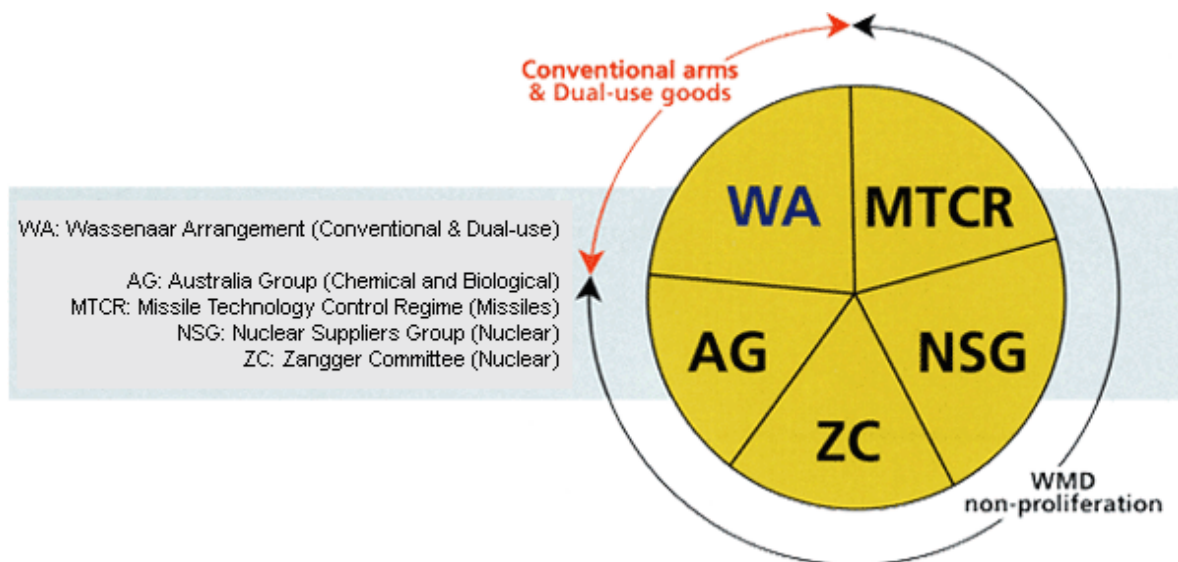 Conventional arms
& Dual-use goods
WA: Wassenaar Arrangement (Conventional & Dual-use)
AG: Australia Group (Chemical and Biological)
MTCR: Missile Technology Control Regime (Missiles)
NSG: Nuclear Suppliers Group (Nuclear)
ZC: Zangger Committee (Nuclear)
WA
MTCR
AG
NSG
ZC
WMD
non-proliferation